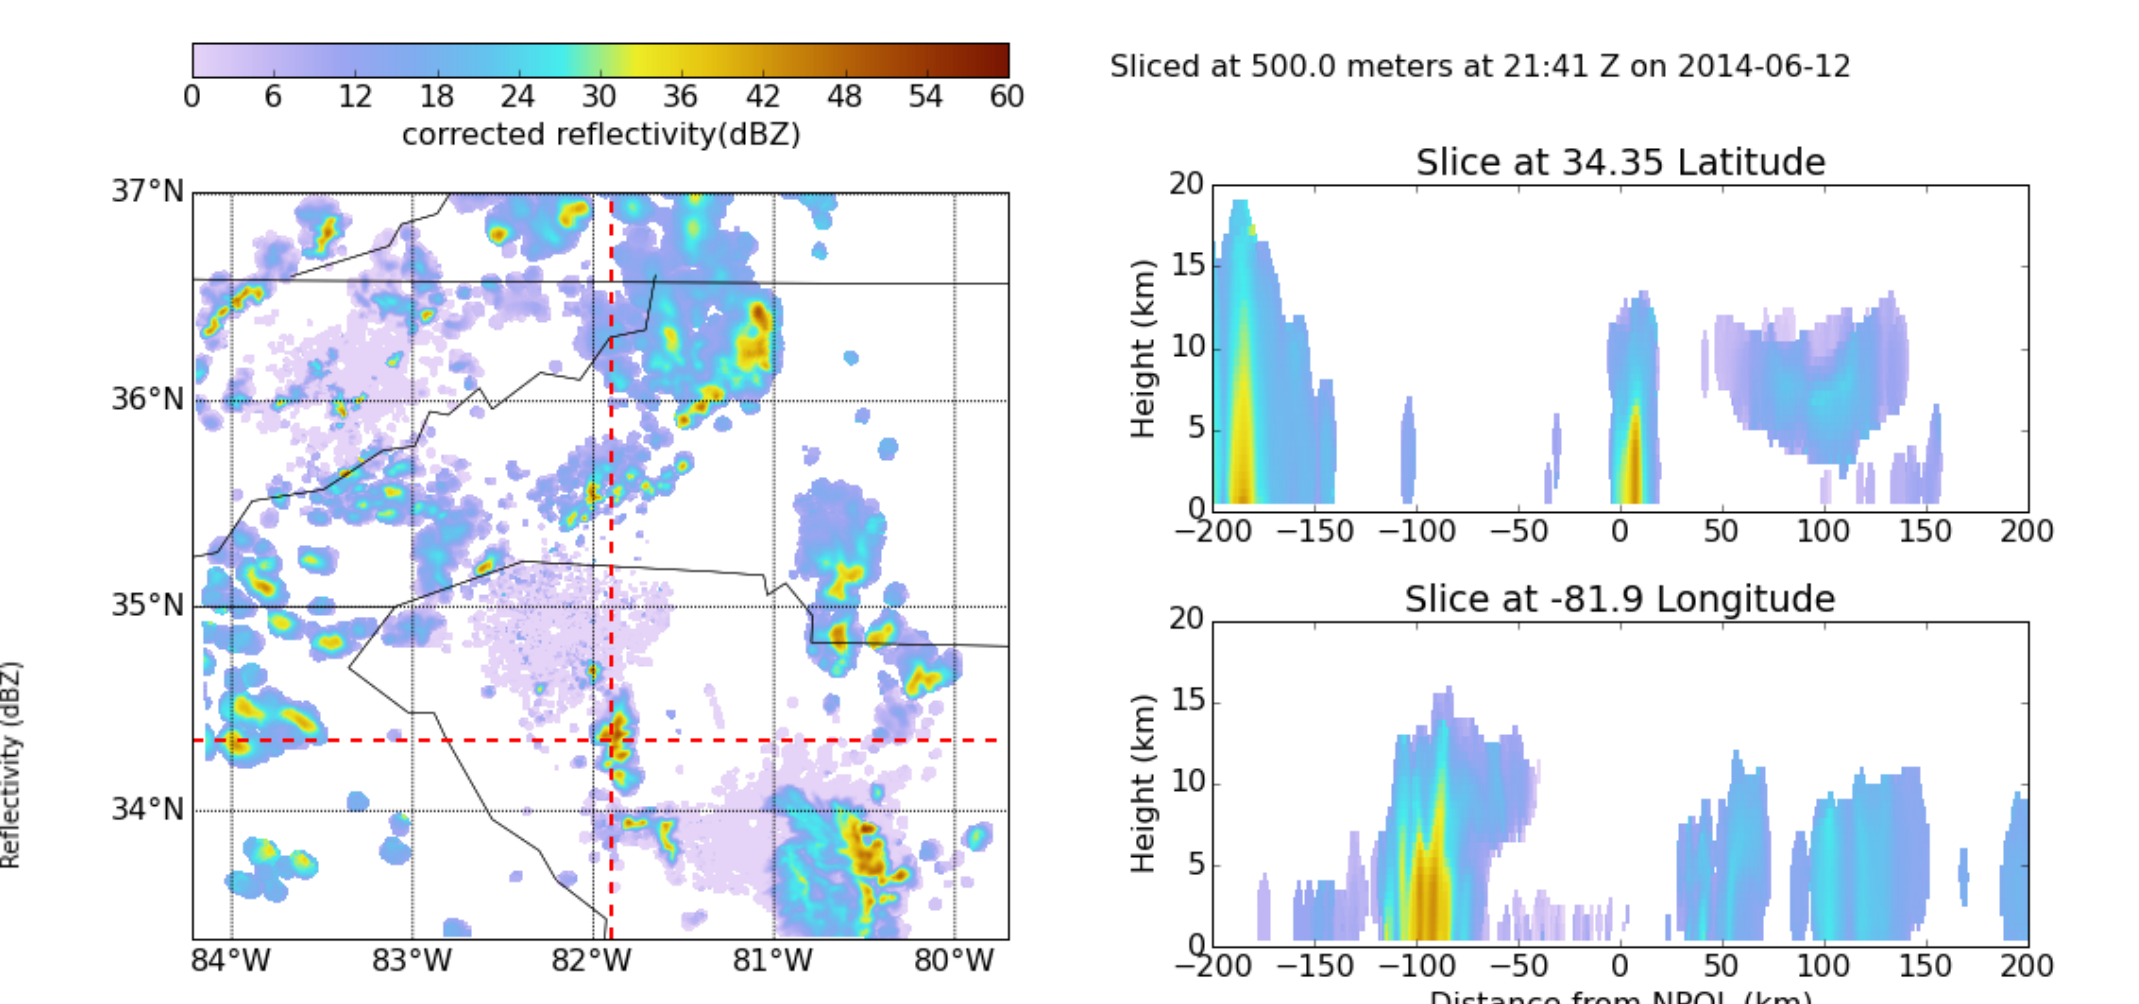 0 6 12 18 24 30 36 42 48 54 60
corrected reflectivity(dBZ)
Sliced at 500.0 meters at 21:41 Z on 2014-06-12
37°N
36°N
35°N
34°N
84°W 83°W 82°W 81°W 80°W
Reflectivity (dBZ)
Slice at 34.35 Latitude
20
15
10
5
0
Height (km)
−200 −150 −100 −50 0 50 100 150 200
Slice at -81.9 Longitude
20
15
10
5
0
Height (km)
−200 −150 −100 −50 0 50 100 150 200
Distance from NPOL (km)